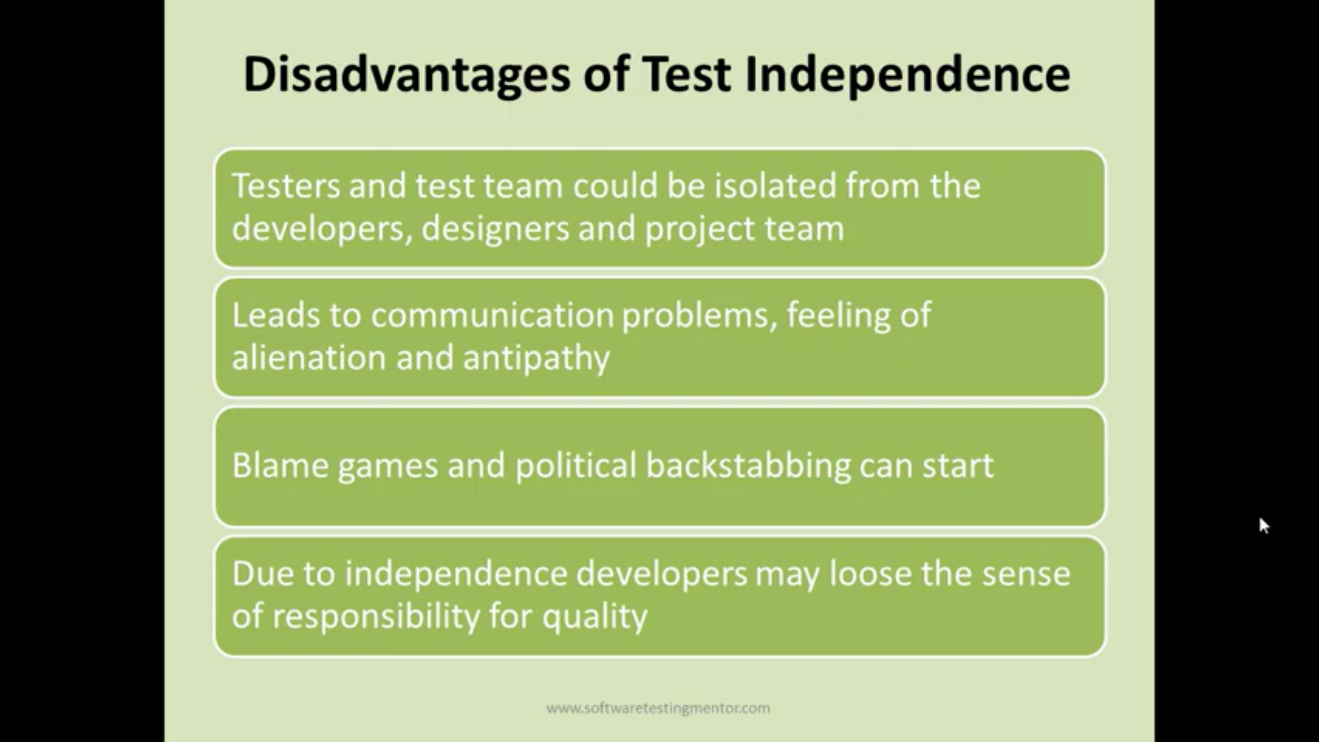 Disadvantages of Test Independence
Testers and test team could be isolated from the
developers, designers and project team
Leads to communication problems, feeling of
alienation and antipathy
Blame games and political backstabbing can start
Due to independence developers may loose the sense
of responsibility for quality
www.softwaretestingmentor.com